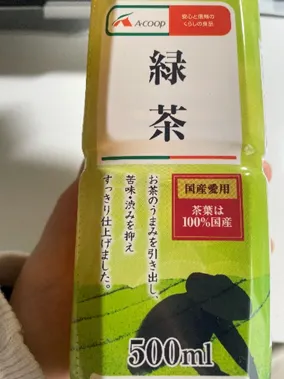 A-COOP
安心と信頼の
くらしの食品
緑茶
国産愛用
茶葉は
100%国産
お茶のうまみを引き出し、
苦味・渋みを抑え
すっきり仕上げました。
500ml